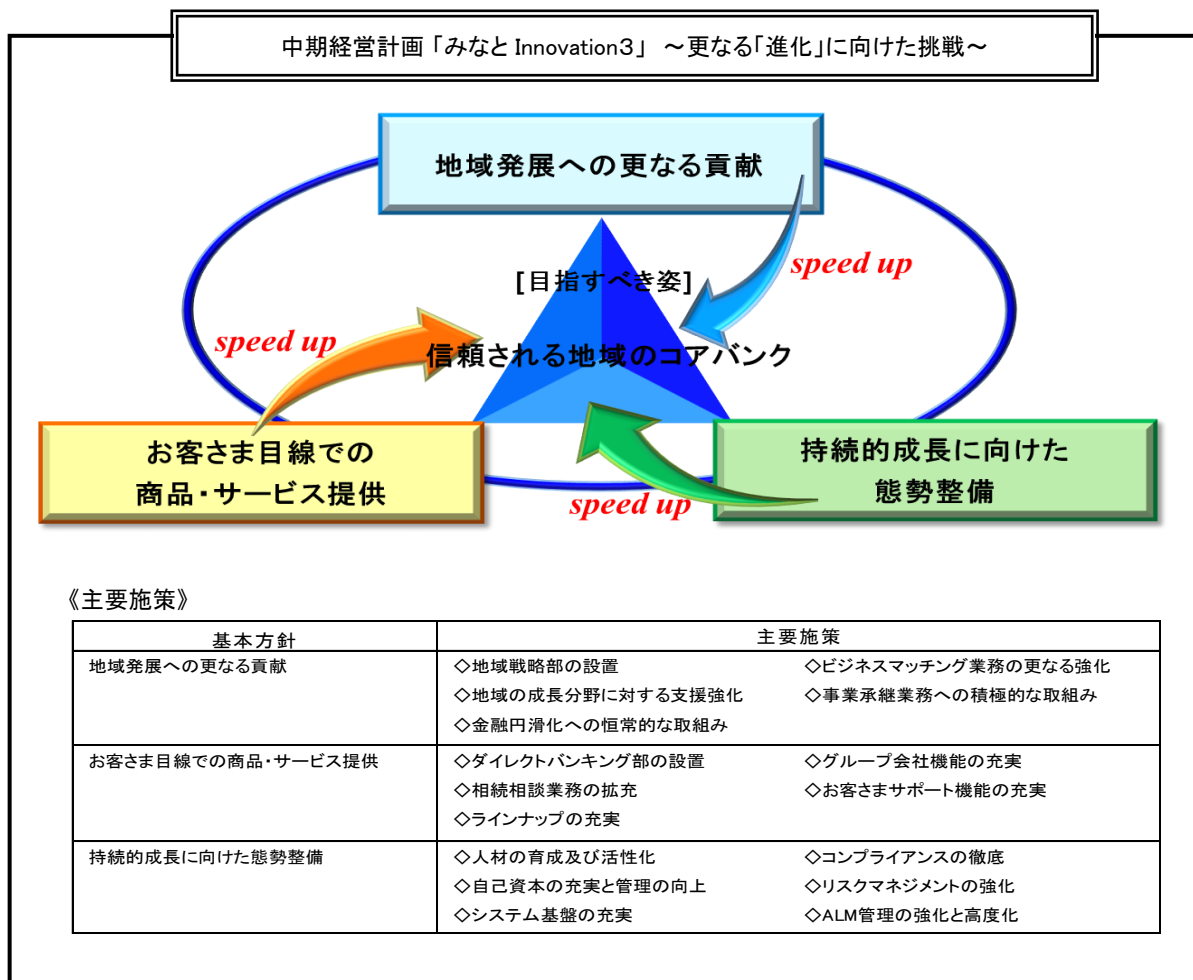 中期経営計画「みなと Innovation3」 ～更なる「進化」に向けた挑戦～
地域発展への更なる貢献
speed up
[目指すべき姿]
speed up
信頼される地域のコアバンク
お客さま目線での
商品・サービス提供
持続的成長に向けた
態勢整備
speed up
《主要施策》
基本方針 主要施策
地域発展への更なる貢献 ◇地域戦略部の設置 ◇ビジネスマッチング業務の更なる強化
◇地域の成長分野に対する支援強化 ◇事業承継業務への積極的な取組み
◇金融円滑化への恒常的な取組み
お客さま目線での商品・サービス提供 ◇ダイレクトバンキング部の設置 ◇グループ会社機能の充実
◇相続相談業務の拡充 ◇お客さまサポート機能の充実
◇ラインナップの充実
持続的成長に向けた態勢整備 ◇人材の育成及び活性化 ◇コンプライアンスの徹底
◇自己資本の充実と管理の向上 ◇リスクマネジメントの強化
◇システム基盤の充実 ◇ALM管理の強化と高度化